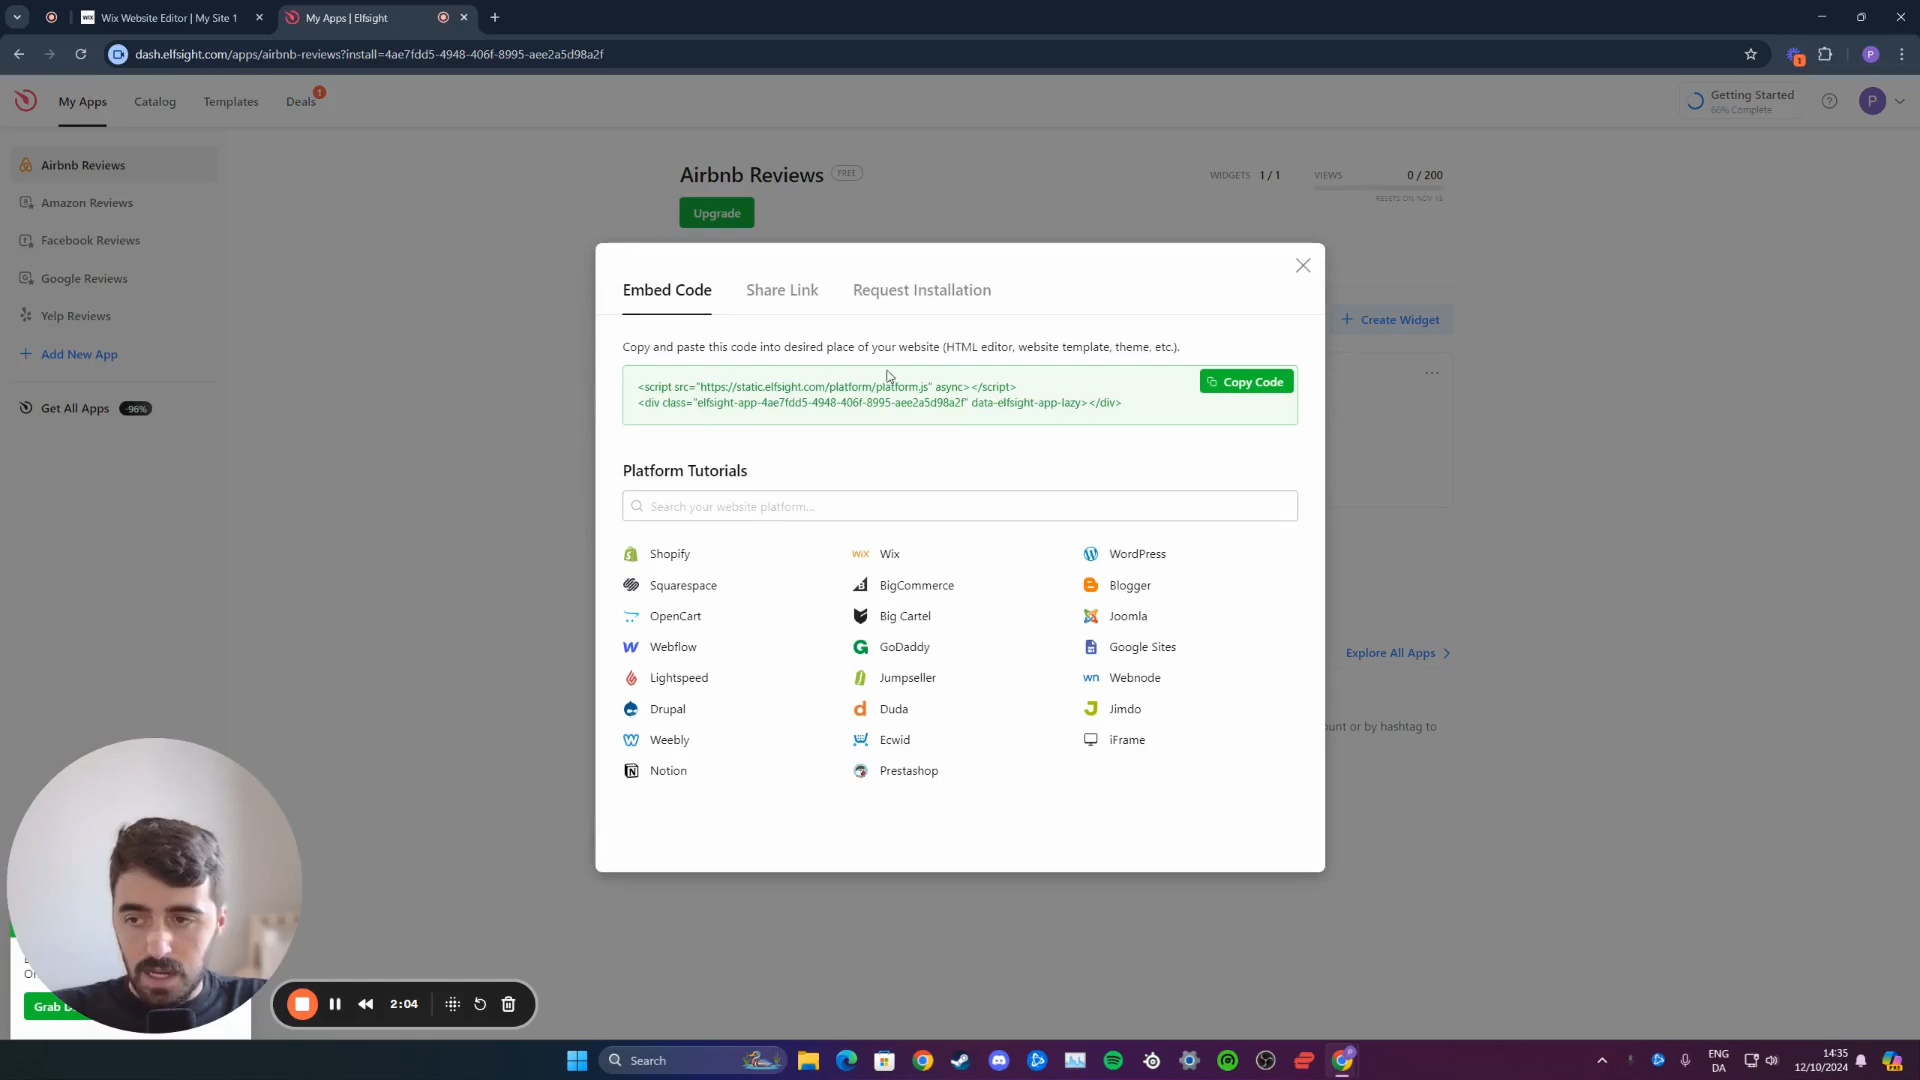 Wix Website Editor | My Site 1
My Apps | Elfsight
dash.elfsight.com/apps/airbnb-reviews?install=4ae7fdd5-4948-406f-8995-aee2a5d98a2f
P
1
My Apps
Catalog
Templates
Deals
1
Getting Started
66% Complete
P
Airbnb Reviews
Amazon Reviews
Facebook Reviews
Google Reviews
Yelp Reviews
Add New App
Get All Apps -96%
Airbnb Reviews FREE
Upgrade
WIDGETS 1 / 1
VIEWS 0 / 200
RESETS ON NOV 13
Create Widget
Explore All Apps
ount or by hashtag to
Embed Code
Share Link
Request Installation
Copy and paste this code into desired place of your website (HTML editor, website template, theme, etc.).
<script src="https://static.elfsight.com/platform/platform.js" async></script>
<div class="elfsight-app-4ae7fdd5-4948-406f-8995-aee2a5d98a2f" data-elfsight-app-lazy></div>
Copy Code
Platform Tutorials
Search your website platform...
Shopify
Wix
WordPress
Squarespace
BigCommerce
Blogger
OpenCart
Big Cartel
Joomla
Webflow
GoDaddy
Google Sites
Lightspeed
Jumpseller
Webnode
Drupal
Duda
Jimdo
Weebly
Ecwid
iFrame
Notion
Prestashop
Grab D
2:04
Search
ENG
DA
14:35
12/10/2024